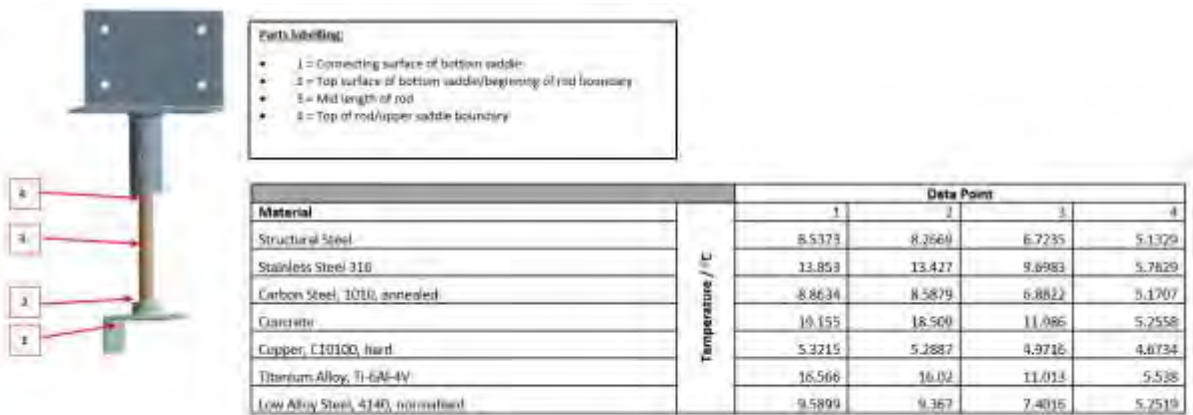 Parts labelling:
• 1 = Connecting surface of bottom saddle
• 2 = Top surface of bottom saddle/beginning of rod boundary
• 3 = Mid length of rod
• 4 = Top of rod/upper saddle boundary
4
3
2
1
Data Point
Material Temperature / °C 1 2 3 4
Structural Steel 8.5373 8.2669 6.7235 5.1329
Stainless Steel 316 13.853 13.427 9.6983 5.7629
Carbon Steel, 1010, annealed 8.8634 8.5879 6.8822 5.1707
Concrete 19.155 18.509 11.986 5.2558
Copper, C10100, hard 5.3215 5.2887 4.9716 4.6734
Titanium Alloy, Ti-6Al-4V 16.566 16.02 11.013 5.538
Low Alloy Steel, 4140, normalised 9.5899 9.367 7.4016 5.2519